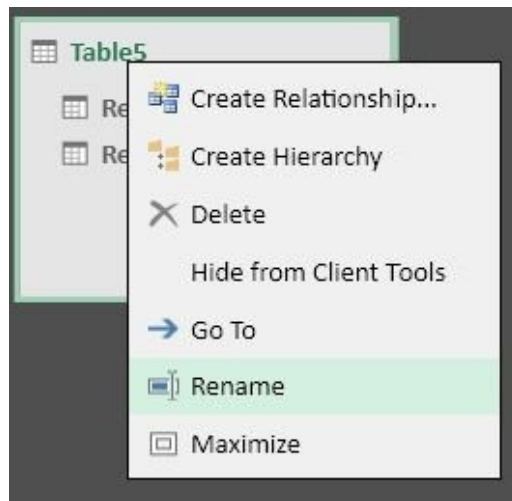 Table5
Re
Re
Create Relationship...
Create Hierarchy
Delete
Hide from Client Tools
Go To
Rename
Maximize